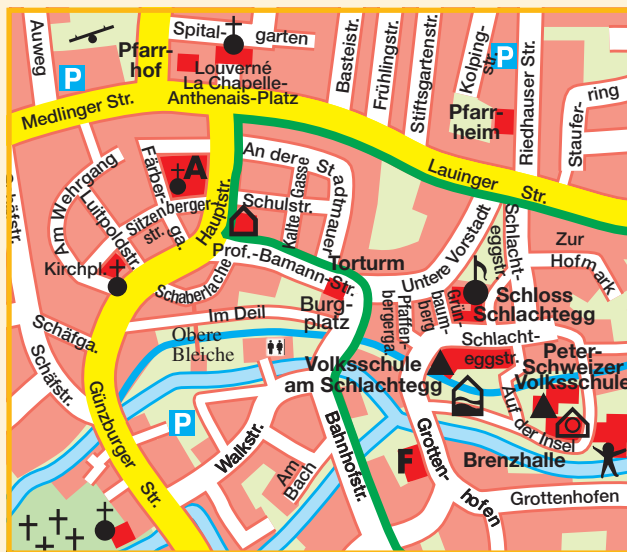 Auweg
Spital-
garten
Pfarr-
hof
P
Louverné
La Chapelle-
Anthenais-Platz
Medlinger Str.
Basteistr.
Frühlingstr.
Stiftsgartenstr.
Kolping-
str.
P
Pfarr-
heim
Riedhauser Str.
Staufer-
ring
Lauinger Str.
Am Wehrgang
Luitpoldstr.
Färber-
ga.
A
Sitzenberger-
str.
Hauptstr.
An der Stadtmauer
Kalte Gasse
Schulstr.
Schäfstr.
Kirchpl.
Prof.-Bamann-Str.
Torturm
Schaberlache
Untere Vorstadt
Schlacht-
eggstr.
Zur
Hofmark
Burg-
platz
Pfaffen-
bergerga.
Grün-
baum-
berg
Schloss
Schlachtegg
Schäfga.
Schäfstr.
Im Deil
Obere
Bleiche
Volksschule
am Schlachtegg
Schlacht-
eggstr.
Peter-
Schweizer
Volksschule
Günzburger Str.
P
Walkstr.
Am
Bach
Bahnhofstr.
F
Grotten-
hofen
Auf der Insel
Brenzhalle
Grottenhofen